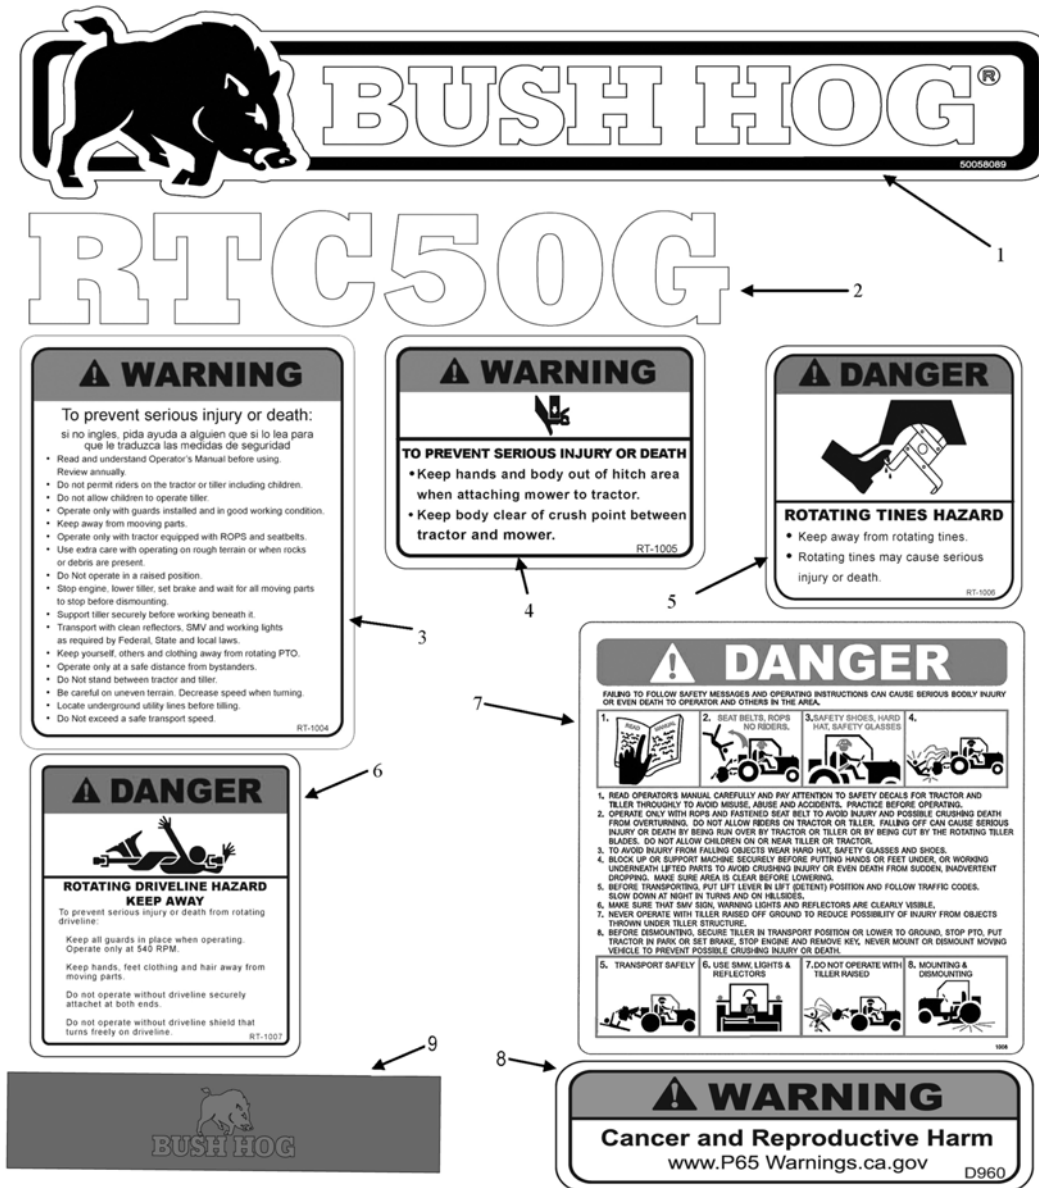 BUSH HOG®
50058089
1
RTC50G
2
WARNING
To prevent serious injury or death:
si no ingles, pida ayuda a alguien que si lo lea para
que le traduzca las medidas de seguridad
• Read and understand Operator's Manual before using.
Review annually.
• Do not permit riders on the tractor or tiller including children.
• Do not allow children to operate tiller.
• Operate only with guards installed and in good working condition.
• Keep away from mooving parts.
• Operate only with tractor equipped with ROPS and seatbelts.
• Use extra care with operating on rough terrain or when rocks
or debris are present.
• Do Not operate in a raised position.
• Stop engine, lower tiller, set brake and wait for all moving parts
to stop before dismounting.
• Support tiller securely before working beneath it.
• Transport with clean reflectors, SMV and working lights
as required by Federal, State and local laws.
• Keep yourself, others and clothing away from rotating PTO.
• Operate only at a safe distance from bystanders.
• Do Not stand between tractor and tiller.
• Be careful on uneven terrain. Decrease speed when turning.
• Locate underground utility lines before tilling.
• Do Not exceed a safe transport speed.
RT-1004
3
WARNING
TO PREVENT SERIOUS INJURY OR DEATH
• Keep hands and body out of hitch area
when attaching mower to tractor.
• Keep body clear of crush point between
tractor and mower.
RT-1005
4
DANGER
ROTATING TINES HAZARD
• Keep away from rotating tines.
• Rotating tines may cause serious
injury or death.
RT-1006
5
DANGER
ROTATING DRIVELINE HAZARD
KEEP AWAY
To prevent serious injury or death from rotating
driveline:
Keep all guards in place when operating.
Operate only at 540 RPM.
Keep hands, feet clothing and hair away from
moving parts.
Do not operate without driveline securely
attachet at both ends.
Do not operate without driveline shield that
turns freely on driveline.
RT-1007
6
7
DANGER
FAILING TO FOLLOW SAFETY MESSAGES AND OPERATING INSTRUCTIONS CAN CAUSE SERIOUS BODILY INJURY
OR EVEN DEATH TO OPERATOR AND OTHERS IN THE AREA.
1.
READ MANUAL
2. SEAT BELTS, ROPS
NO RIDERS.
3. SAFETY SHOES, HARD
HAT, SAFETY GLASSES
4.
1. READ OPERATOR'S MANUAL CAREFULLY AND PAY ATTENTION TO SAFETY DECALS FOR TRACTOR AND
TILLER THROUGHLY TO AVOID MISUSE, ABUSE AND ACCIDENTS. PRACTICE BEFORE OPERATING.
2. OPERATE ONLY WITH ROPS AND FASTENED SEAT BELT TO AVOID INJURY AND POSSIBLE CRUSHING DEATH
FROM OVERTURNING. DO NOT ALLOW RIDERS ON TRACTOR OR TILLER. FALLING OFF CAN CAUSE SERIOUS
INJURY OR DEATH BY BEING RUN OVER BY TRACTOR OR TILLER OR BY BEING CUT BY THE ROTATING TILLER
BLADES. DO NOT ALLOW CHILDREN ON OR NEAR TILLER OR TRACTOR.
3. TO AVOID INJURY FROM FALLING OBJECTS WEAR HARD HAT, SAFETY GLASSES AND SHOES.
4. BLOCK UP OR SUPPORT MACHINE SECURELY BEFORE PUTTING HANDS OR FEET UNDER, OR WORKING
UNDERNEATH LIFTED PARTS TO AVOID CRUSHING INJURY OR EVEN DEATH FROM SUDDEN, INADVERTENT
DROPPING. MAKE SURE AREA IS CLEAR BEFORE LOWERING.
5. BEFORE TRANSPORTING, PUT LIFT LEVER IN LIFT (DETENT) POSITION AND FOLLOW TRAFFIC CODES.
SLOW DOWN AT NIGHT IN TURNS AND ON HILLSIDES.
6. MAKE SURE THAT SMV SIGN, WARNING LIGHTS AND REFLECTORS ARE CLEARLY VISIBLE.
7. NEVER OPERATE WITH TILLER RAISED OFF GROUND TO REDUCE POSSIBILITY OF INJURY FROM OBJECTS
THROWN UNDER TILLER STRUCTURE.
8. BEFORE DISMOUNTING, SECURE TILLER IN TRANSPORT POSITION OR LOWER TO GROUND, STOP PTO, PUT
TRACTOR IN PARK OR SET BRAKE, STOP ENGINE AND REMOVE KEY. NEVER MOUNT OR DISMOUNT MOVING
VEHICLE TO PREVENT POSSIBLE CRUSHING INJURY OR DEATH.
5. TRANSPORT SAFELY
6. USE SMW, LIGHTS &
REFLECTORS
7. DO NOT OPERATE WITH
TILLER RAISED
8. MOUNTING &
DISMOUNTING
1008
9
BUSH HOG
8
WARNING
Cancer and Reproductive Harm
www.P65 Warnings.ca.gov
D960